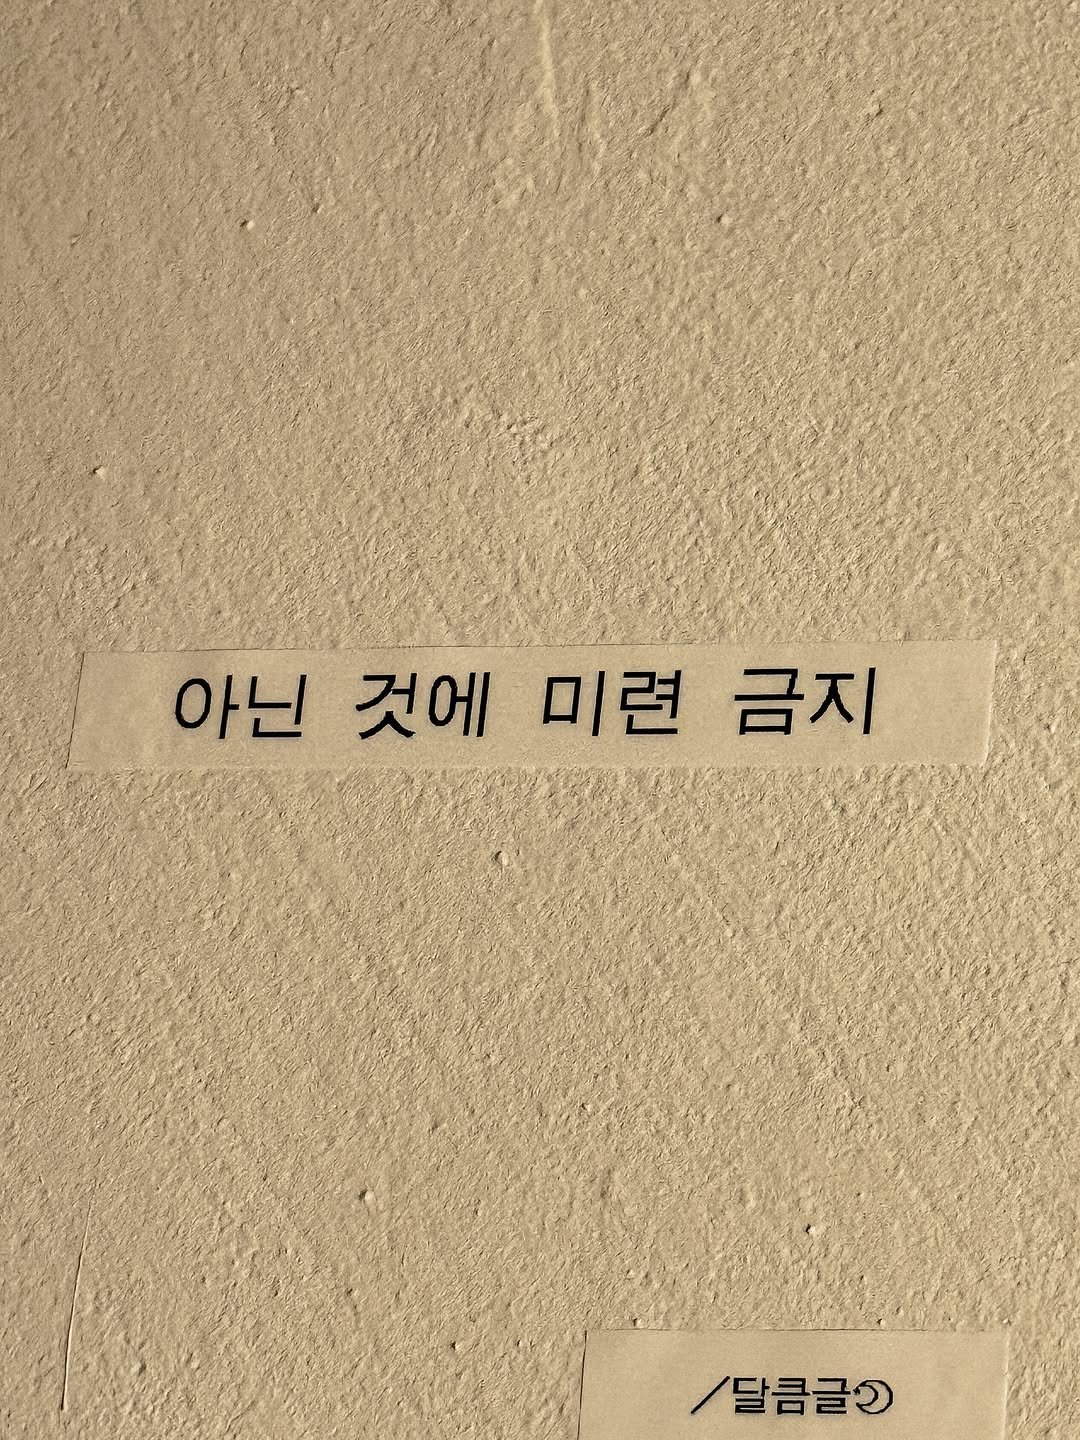 아닌 것에 미련 금지
/달큼글☽